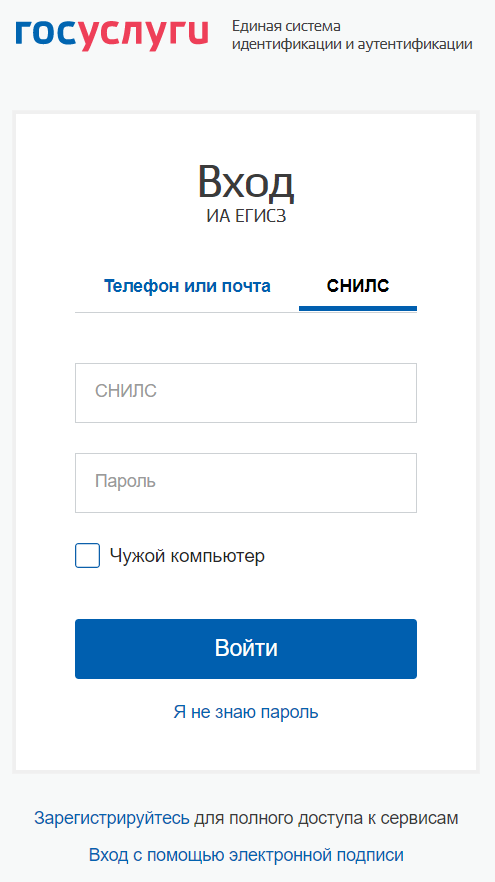 госуслуги
Единая система
идентификации и аутентификации
Вход
ИА ЕГИСЗ
Телефон или почта
СНИЛС
СНИЛС
Пароль
Чужой компьютер
Войти
Я не знаю пароль
Зарегистрируйтесь для полного доступа к сервисам
Вход с помощью электронной подписи